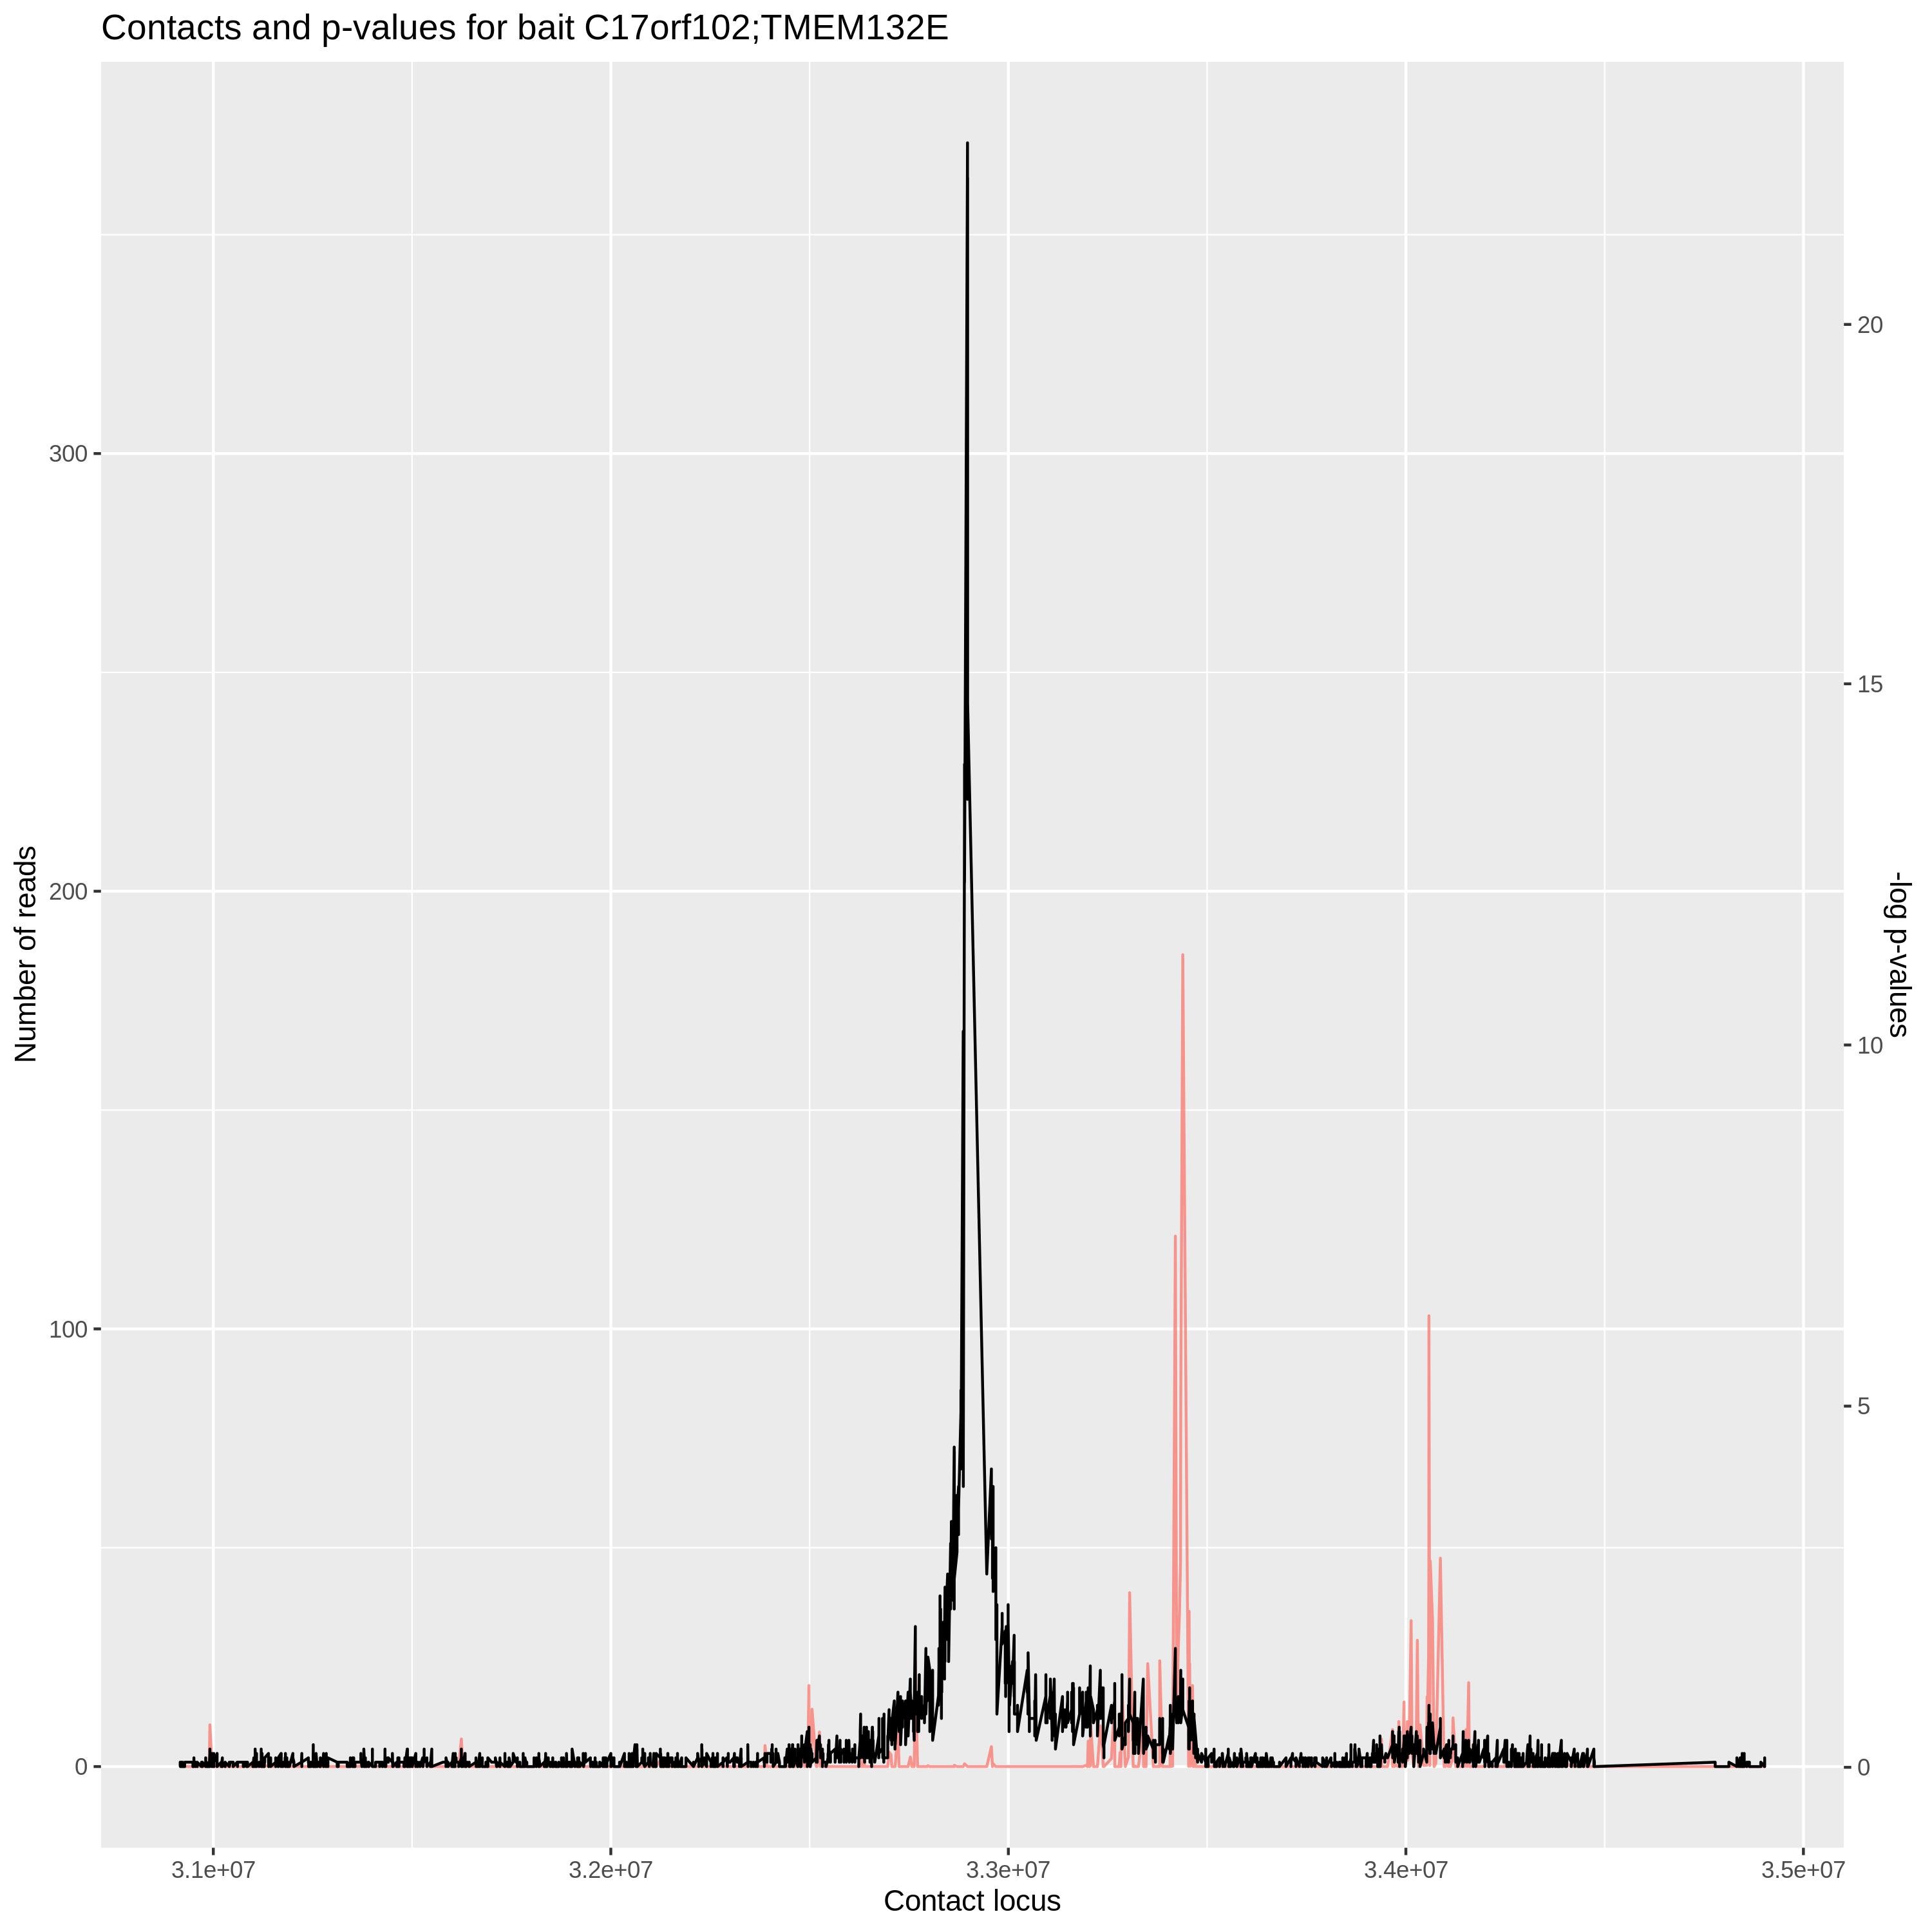 Contacts and p-values for bait C17orf102;TMEM132E
Number of reads
300
200
100
0
20
15
10
5
0
-log p-values
3.1e+07
3.2e+07
3.3e+07
3.4e+07
3.5e+07
Contact locus